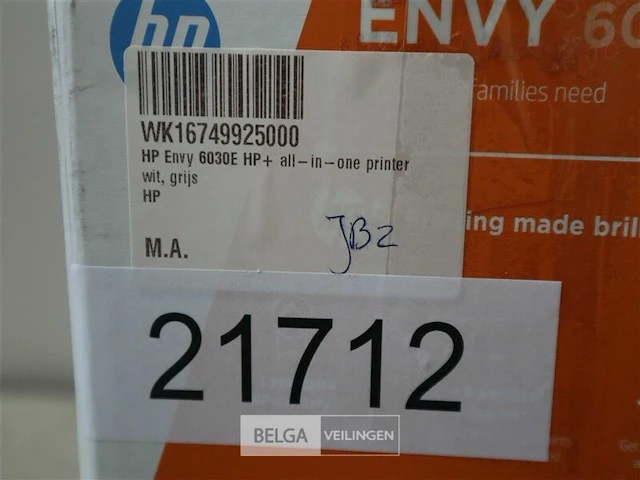 hp
ENVY 60
families need
WK16749925000
HP Envy 6030E HP+ all-in-one printer
wit, grijs
HP
M.A.
JB2
ing made bril
21712
BELGA VEILINGEN